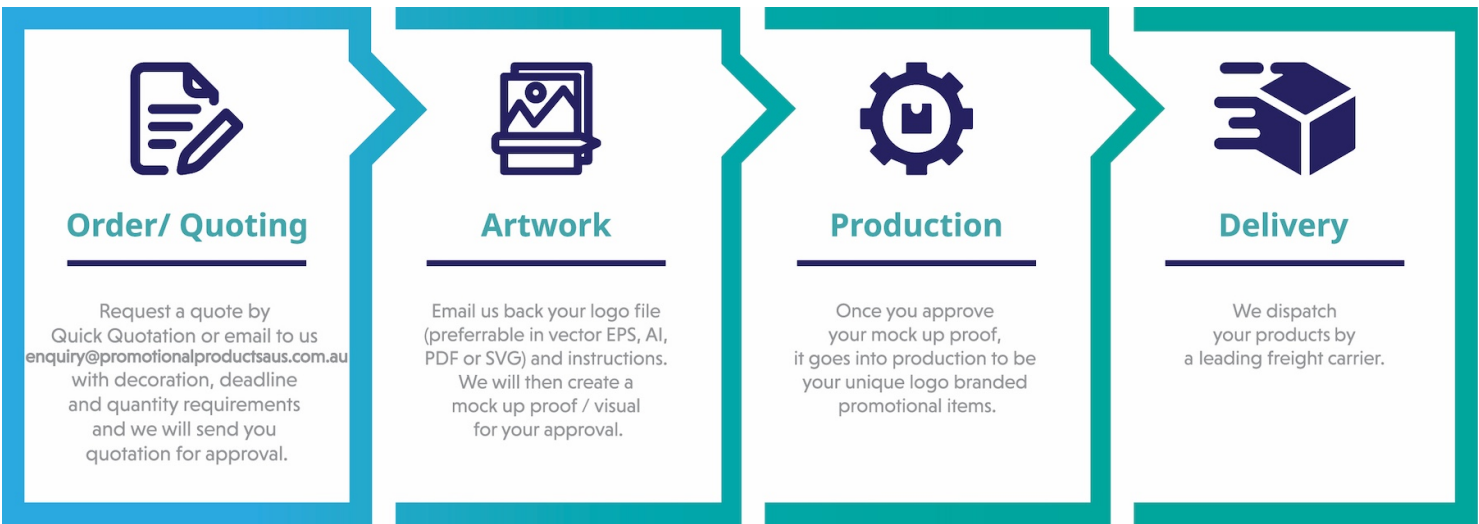 Order/ Quoting
Request a quote by
Quick Quotation or email to us
enquiry@promotionalproductsaus.com.au
with decoration, deadline
and quantity requirements
and we will send you
quotation for approval.
Artwork
Email us back your logo file
(preferrable in vector EPS, AI,
PDF or SVG) and instructions.
We will then create a
mock up proof / visual
for your approval.
Production
Once you approve
your mock up proof,
it goes into production to be
your unique logo branded
promotional items.
Delivery
We dispatch
your products by
a leading freight carrier.